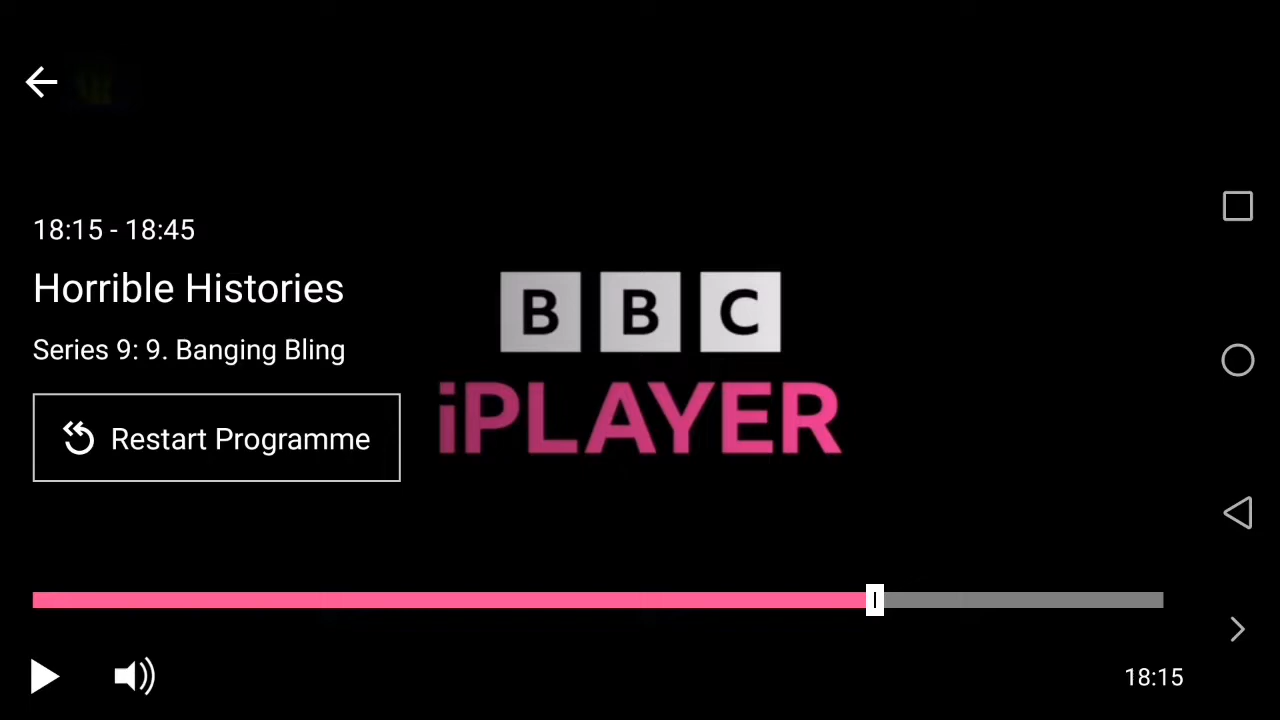 18:15 - 18:45
Horrible Histories
Series 9: 9. Banging Bling
Restart Programme
BBC
iPLAYER
18:15